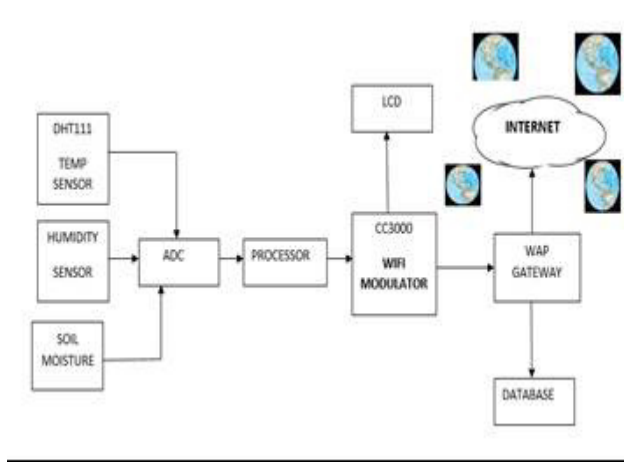 DHT111
TEMP
SENSOR
HUMIDITY
SENSOR
SOIL
MOISTURE
ADC
PROCESSOR
LCD
CC3000
WIFI
MODULATOR
INTERNET
WAP
GATEWAY
DATABASE